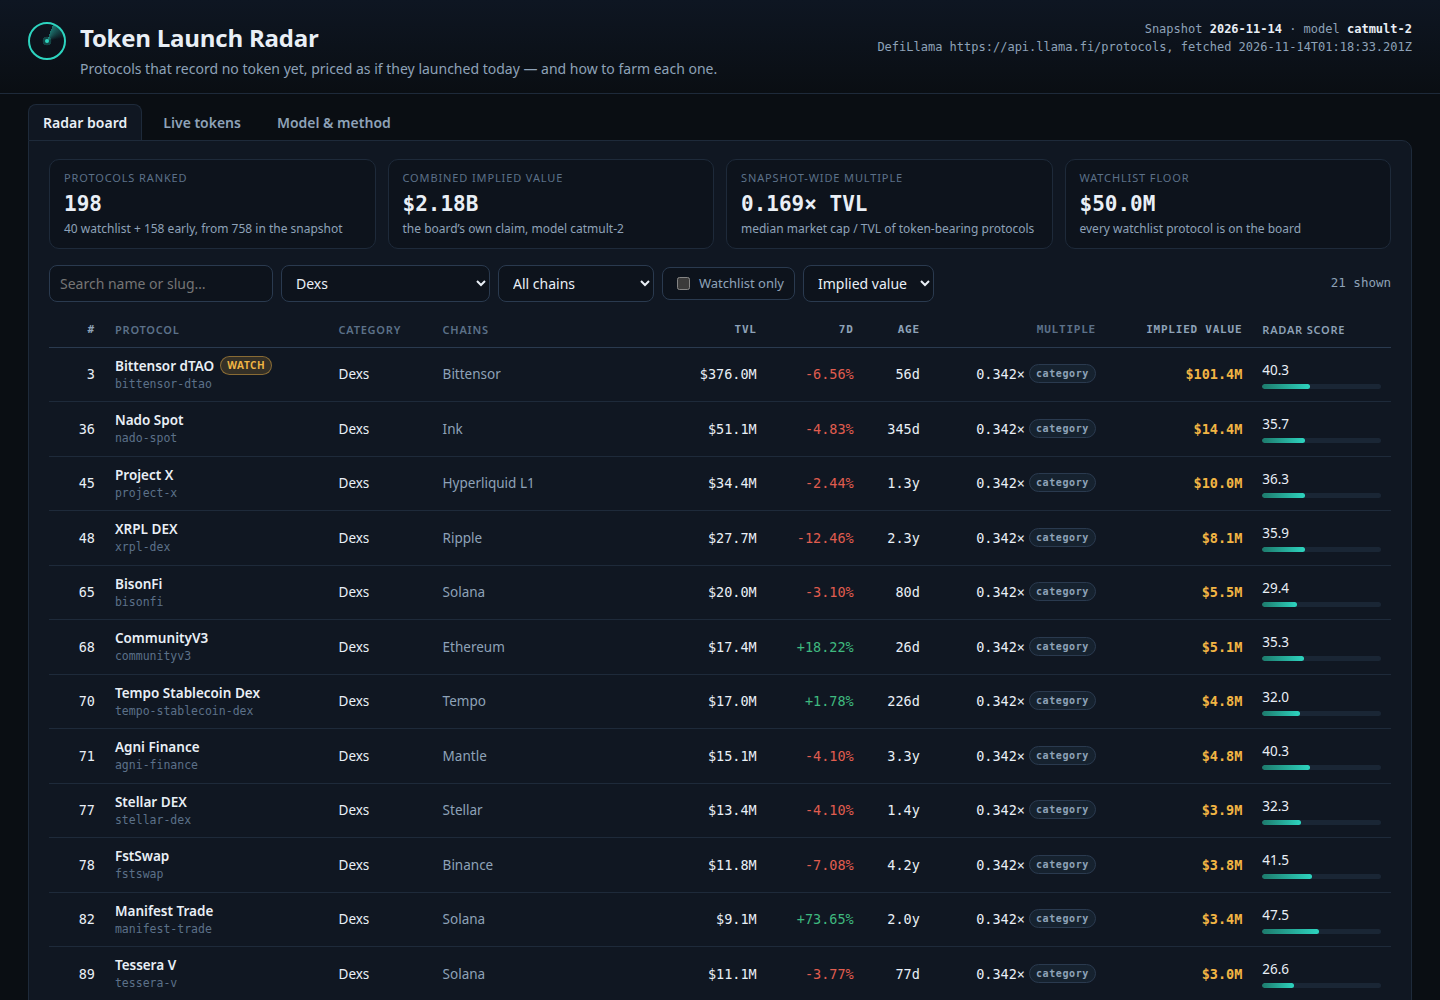 Token Launch Radar
Protocols that record no token yet, priced as if they launched today — and how to farm each one.
Snapshot 2026-11-14 · model catmult-2
DefiLlama https://api.llama.fi/protocols, fetched 2026-11-14T01:18:33.201Z
Radar board Live tokens Model & method
PROTOCOLS RANKED
198
40 watchlist + 158 early, from 758 in the snapshot
COMBINED IMPLIED VALUE
$2.18B
the board's own claim, model catmult-2
SNAPSHOT-WIDE MULTIPLE
0.169× TVL
median market cap / TVL of token-bearing protocols
WATCHLIST FLOOR
$50.0M
every watchlist protocol is on the board
Search name or slug... Dexs All chains Watchlist only Implied value 21 shown
# PROTOCOL CATEGORY CHAINS TVL 7D AGE MULTIPLE IMPLIED VALUE RADAR SCORE
3 Bittensor dTAO WATCH Dexs Bittensor $376.0M -6.56% 56d 0.342× category $101.4M 40.3
bittensor-dtao
36 Nado Spot Dexs Ink $51.1M -4.83% 345d 0.342× category $14.4M 35.7
nado-spot
45 Project X Dexs Hyperliquid L1 $34.4M -2.44% 1.3y 0.342× category $10.0M 36.3
project-x
48 XRPL DEX Dexs Ripple $27.7M -12.46% 2.3y 0.342× category $8.1M 35.9
xrpl-dex
65 BisonFi Dexs Solana $20.0M -3.10% 80d 0.342× category $5.5M 29.4
bisonfi
68 CommunityV3 Dexs Ethereum $17.4M +18.22% 26d 0.342× category $5.1M 35.3
communityv3
70 Tempo Stablecoin Dex Dexs Tempo $17.0M +1.78% 226d 0.342× category $4.8M 32.0
tempo-stablecoin-dex
71 Agni Finance Dexs Mantle $15.1M -4.10% 3.3y 0.342× category $4.8M 40.3
agni-finance
77 Stellar DEX Dexs Stellar $13.4M -4.10% 1.4y 0.342× category $3.9M 32.3
stellar-dex
78 FstSwap Dexs Binance $11.8M -7.08% 4.2y 0.342× category $3.8M 41.5
fstswap
82 Manifest Trade Dexs Solana $9.1M +73.65% 2.0y 0.342× category $3.4M 47.5
manifest-trade
89 Tessera V Dexs Solana $11.1M -3.77% 77d 0.342× category $3.0M 26.6
tessera-v